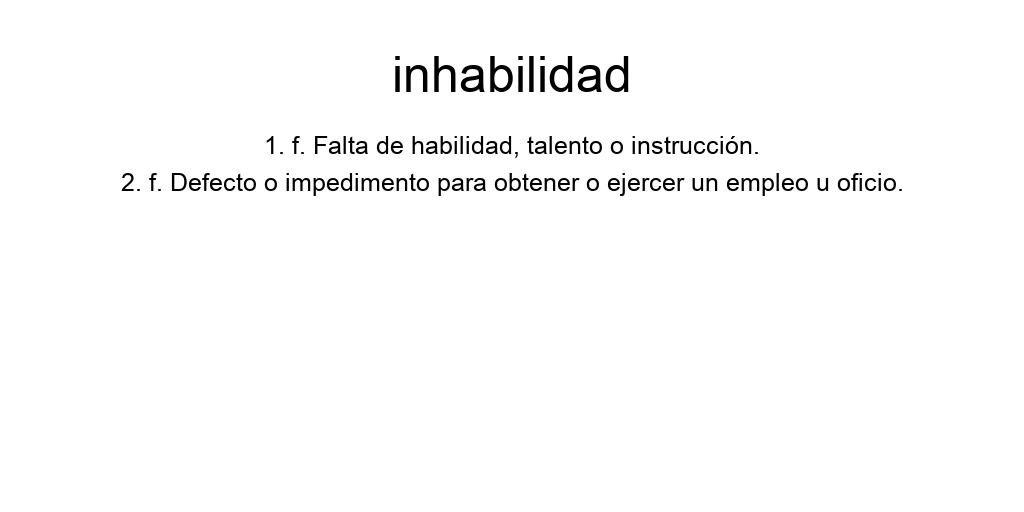 inhabilidad
1. f. Falta de habilidad, talento o instrucción.
2. f. Defecto o impedimento para obtener o ejercer un empleo u oficio.